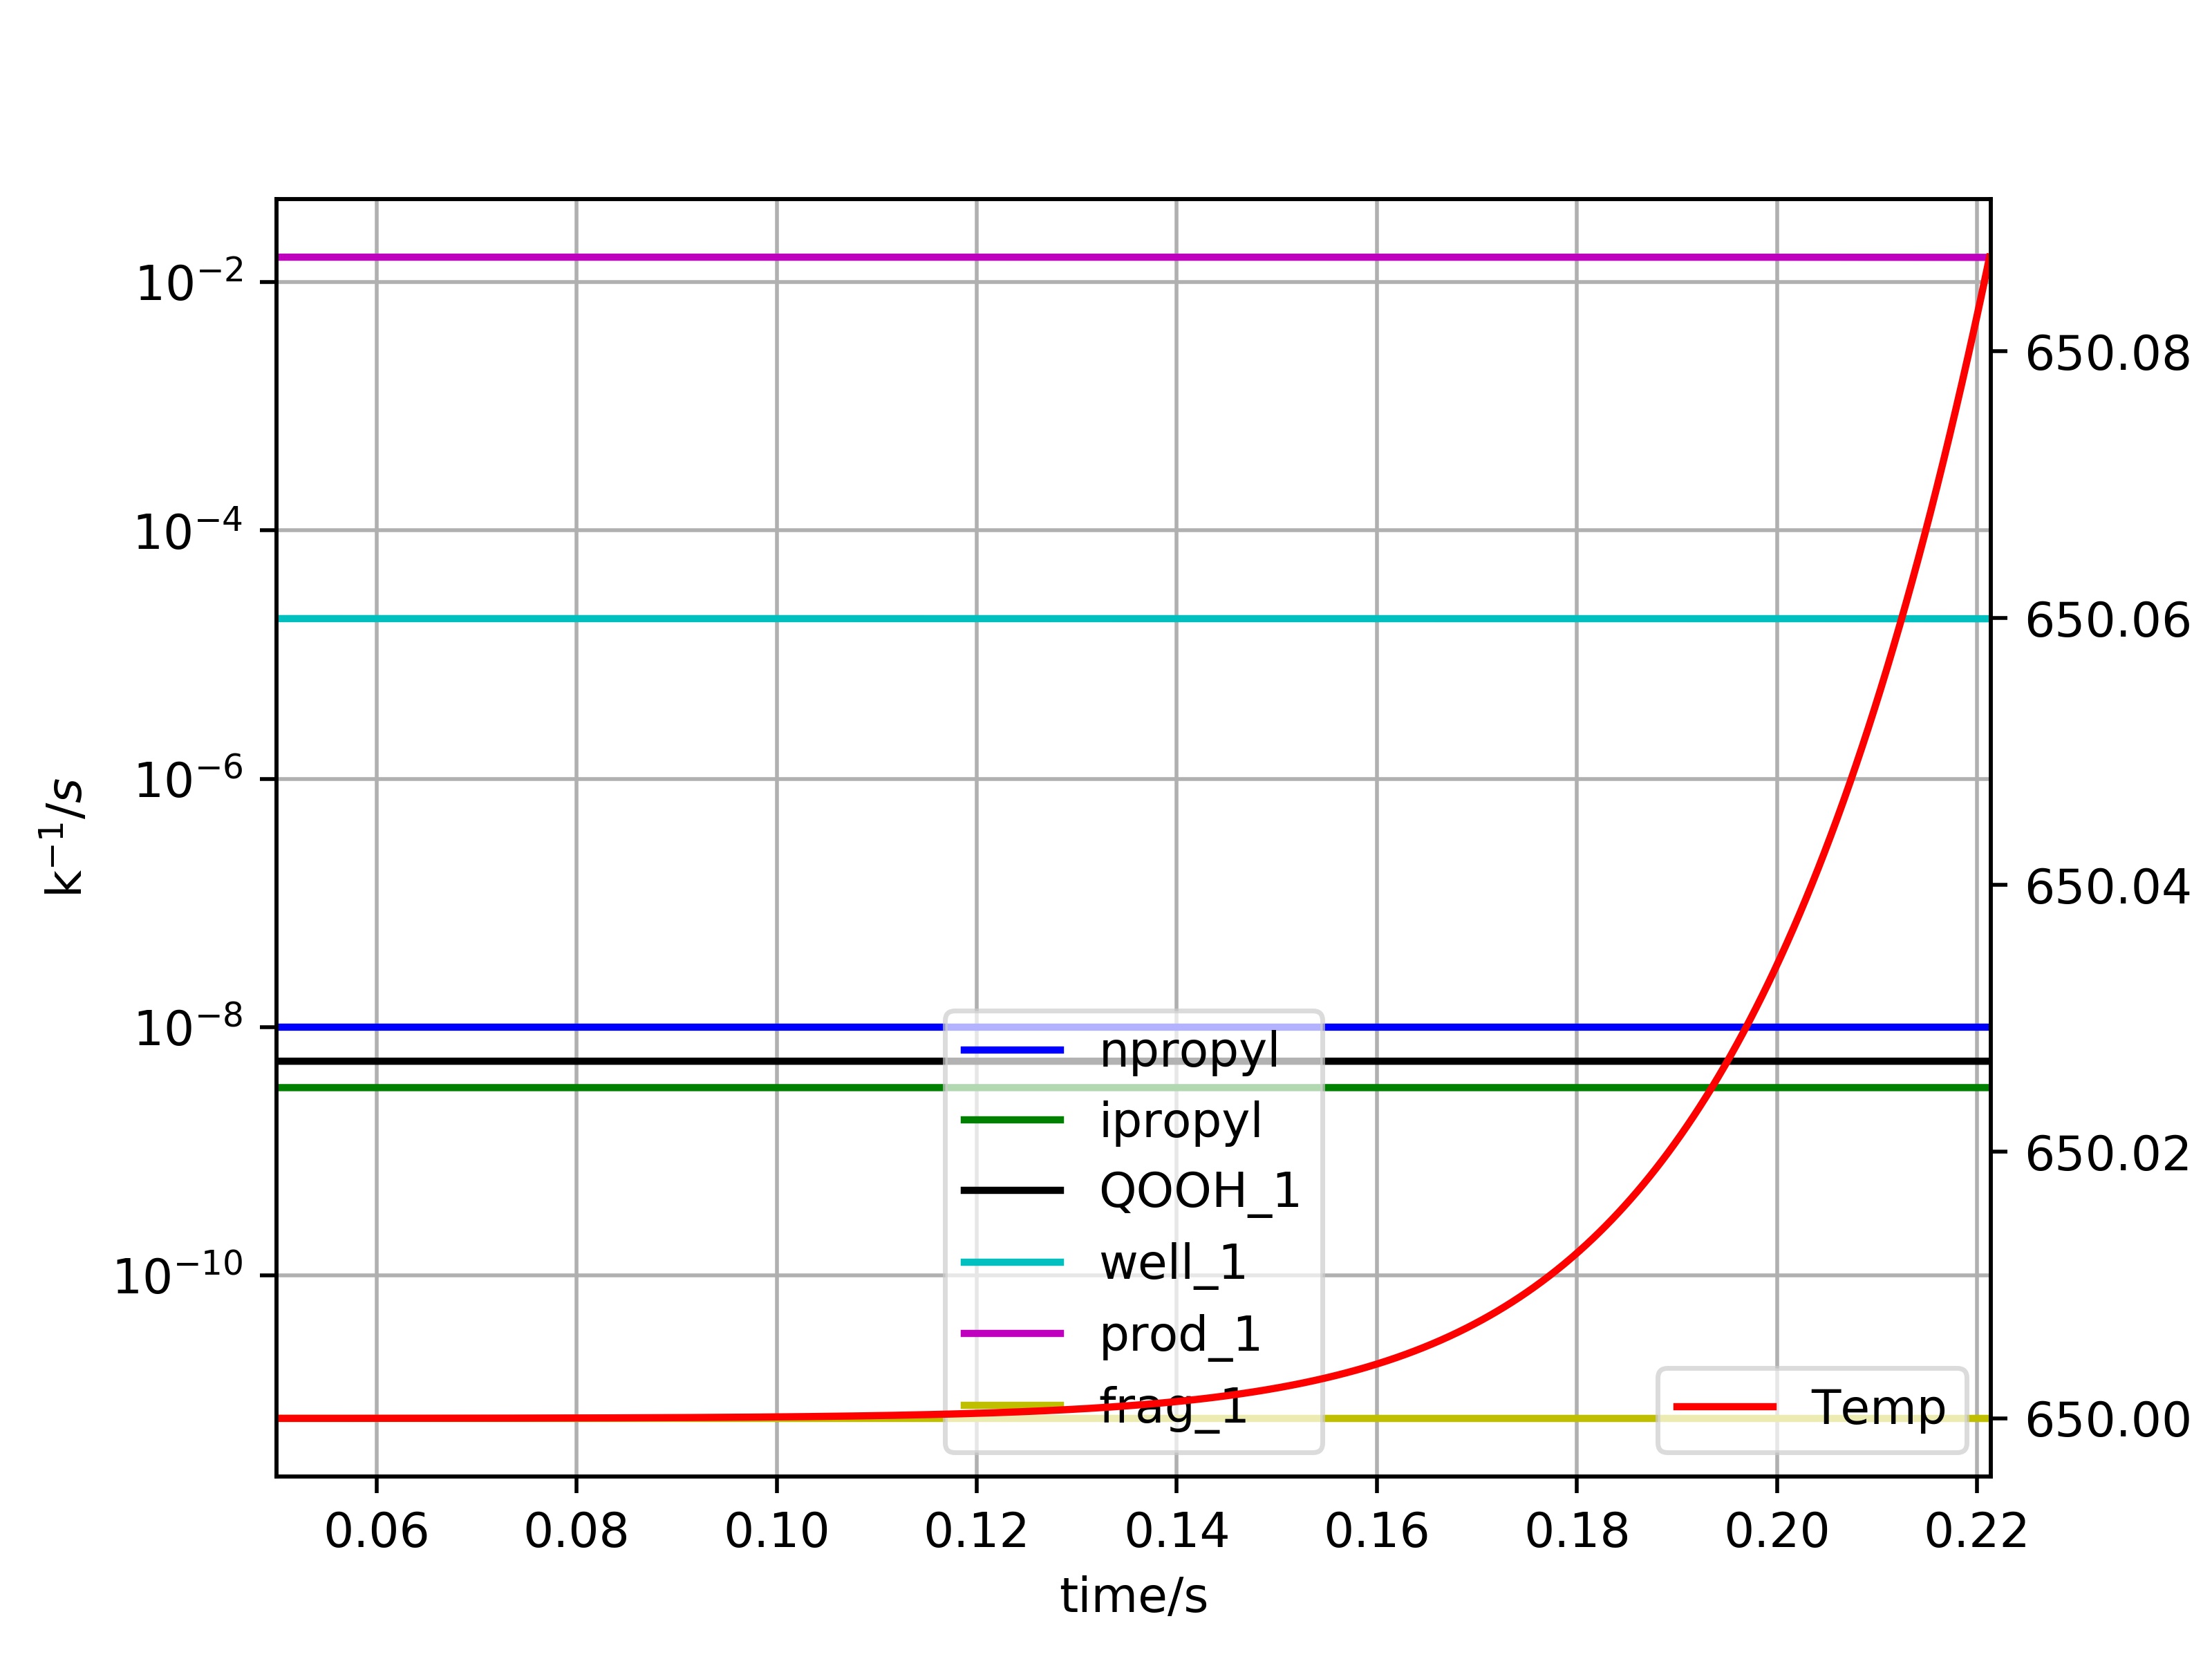 10⁻²
10⁻⁴
10⁻⁶
10⁻⁸
10⁻¹⁰
k⁻¹/s
650.08
650.06
650.04
650.02
650.00
npropyl
ipropyl
QOOH_1
well_1
prod_1
frag_1
Temp
0.06 0.08 0.10 0.12 0.14 0.16 0.18 0.20 0.22
time/s